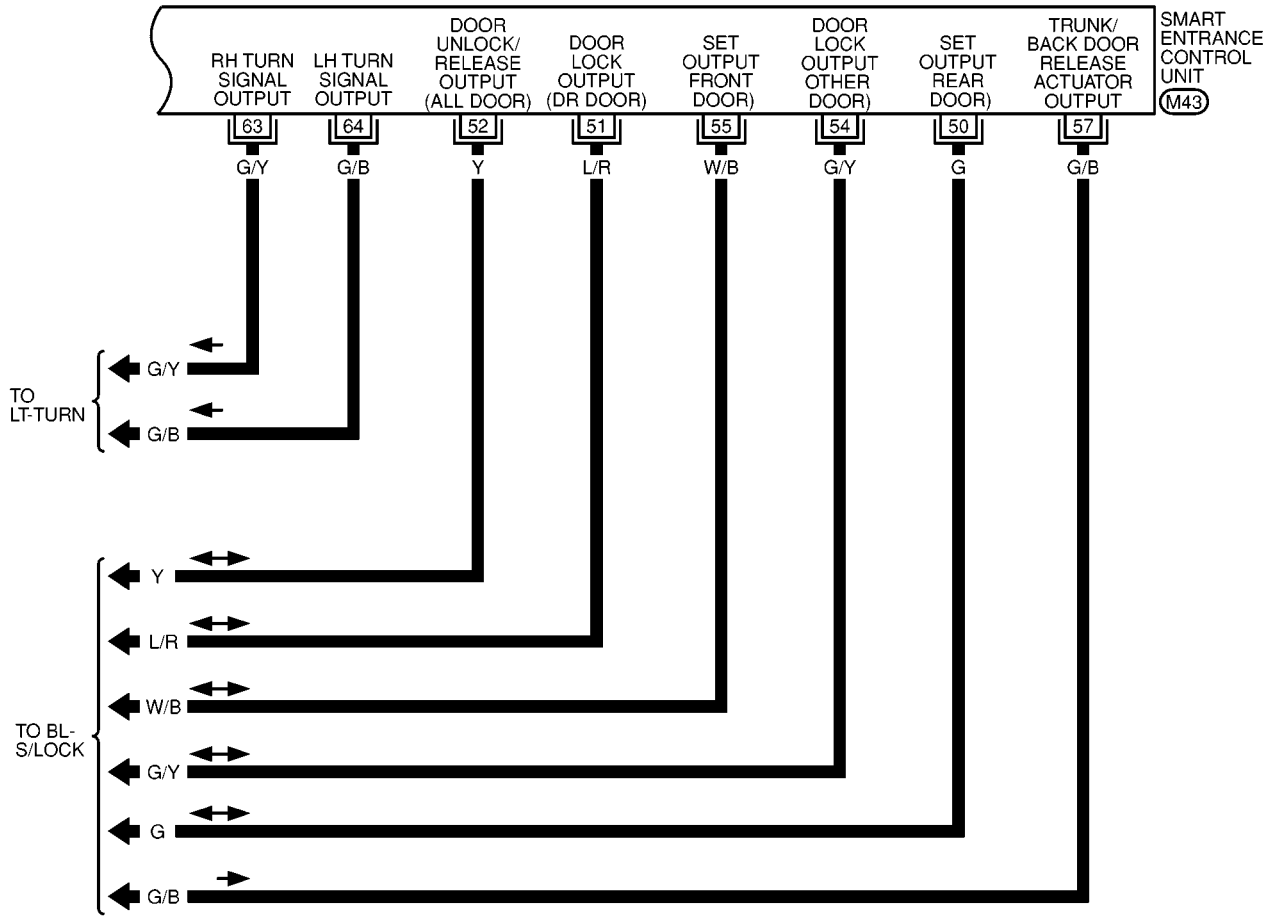 RH TURN
SIGNAL
OUTPUT
LH TURN
SIGNAL
OUTPUT
DOOR
UNLOCK/
RELEASE
OUTPUT
(ALL DOOR)
DOOR
LOCK
OUTPUT
(DR DOOR)
SET
OUTPUT
FRONT
DOOR)
DOOR
LOCK
OUTPUT
OTHER
DOOR)
SET
OUTPUT
REAR
DOOR)
TRUNK/
BACK DOOR
RELEASE
ACTUATOR
OUTPUT
SMART
ENTRANCE
CONTROL
UNIT
M43
63 64 52 51 55 54 50 57
G/Y G/B Y L/R W/B G/Y G G/B
TO
LT-TURN
G/Y
G/B
TO BL-
S/LOCK
Y
L/R
W/B
G/Y
G
G/B